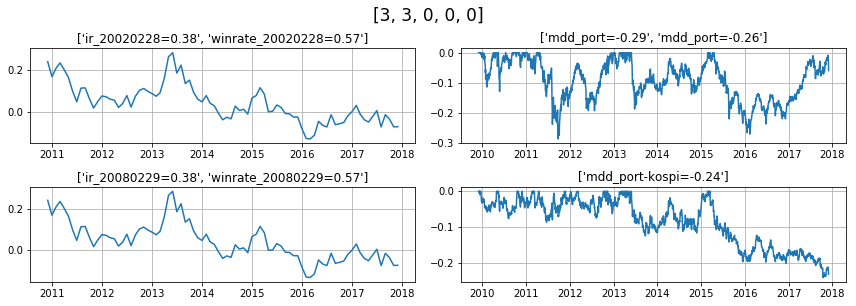 [3, 3, 0, 0, 0]
['ir_20020228=0.38', 'winrate_20020228=0.57']
0.2
0.0
2011 2012 2013 2014 2015 2016 2017 2018
['mdd_port=-0.29', 'mdd_port=-0.26']
0.0
−0.1
−0.2
−0.3
2010 2011 2012 2013 2014 2015 2016 2017 2018
['ir_20080229=0.38', 'winrate_20080229=0.57']
0.2
0.0
2011 2012 2013 2014 2015 2016 2017 2018
['mdd_port-kospi=-0.24']
0.0
−0.1
−0.2
2010 2011 2012 2013 2014 2015 2016 2017 2018